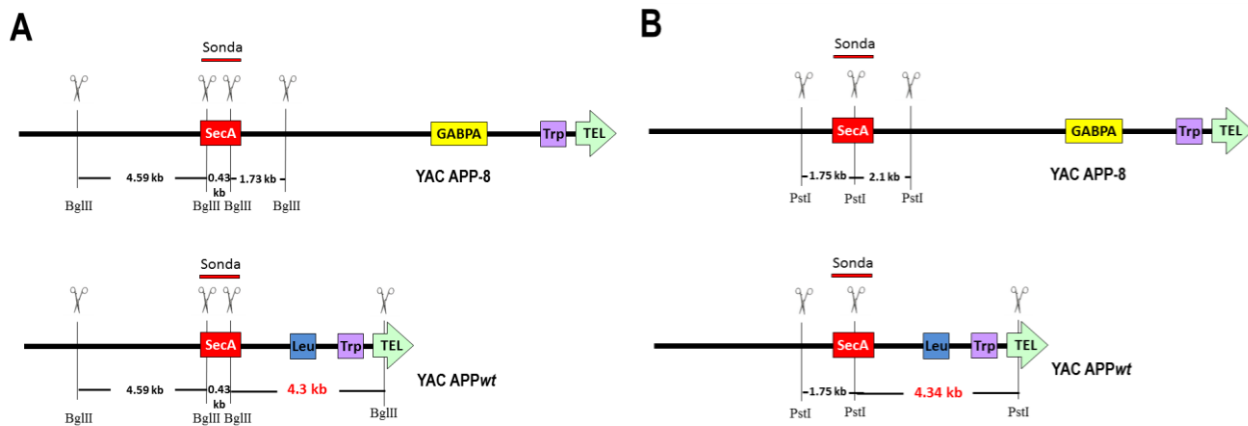 A
Sonda
SecA
GABPA
Trp
TEL
4.59 kb
0.43 kb
1.73 kb
YAC APP-8
BglII
BglII
BglII
BglII
Sonda
SecA
Leu
Trp
TEL
4.59 kb
0.43 kb
4.3 kb
YAC APPwt
BglII
BglII
BglII
BglII
B
Sonda
SecA
GABPA
Trp
TEL
1.75 kb
2.1 kb
YAC APP-8
PstI
PstI
PstI
Sonda
SecA
Leu
Trp
TEL
1.75 kb
4.34 kb
YAC APPwt
PstI
PstI
PstI